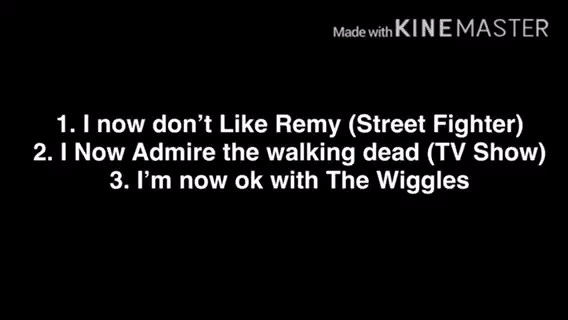 Made with KINEMASTER
1. I now don’t Like Remy (Street Fighter)
2. I Now Admire the walking dead (TV Show)
3. I’m now ok with The Wiggles